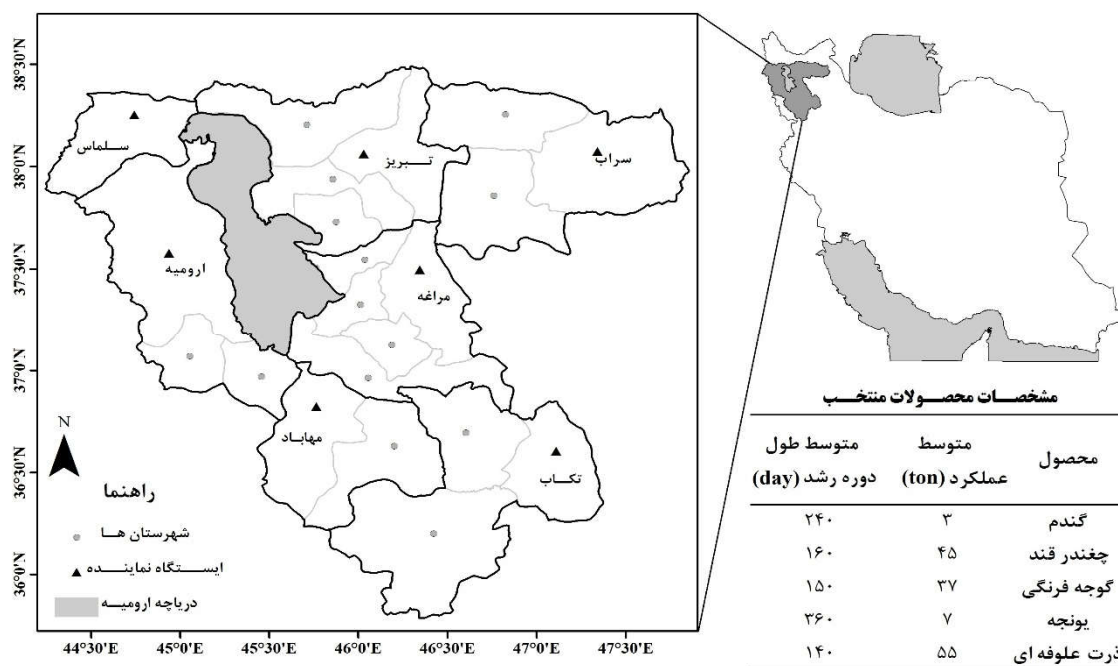 38°30'N
38°0'N
37°30'N
37°0'N
36°30'N
36°0'N
44°30'E 45°0'E 45°30'E 46°0'E 46°30'E 47°0'E 47°30'E
سلماس
تبریز
سراب
ارومیه
مراغه
مهاباد
تکاب
N
راهنما
شهرستان ها
ایستگاه نماینده
دریاچه ارومیه
مشخصات محصولات منتخب
محصول متوسط عملکرد (ton) متوسط طول دوره رشد (day)
گندم ۳ ۲۴۰
چغندر قند ۴۵ ۱۶۰
گوجه فرنگی ۳۷ ۱۵۰
یونجه ۷ ۳۶۰
ذرت علوفه ای ۵۵ ۱۴۰